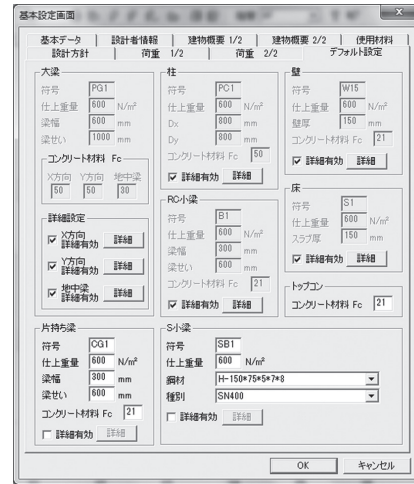 基本設定画面
基本データ 設計者情報 建物概要 1/2 建物概要 2/2 使用材料
設計方針 荷重 1/2 荷重 2/2 デフォルト設定
大梁
符号 PG1
仕上重量 600 N/m²
梁幅 600 mm
梁せい 1000 mm
コンクリート材料 Fc
X方向 Y方向 地中梁
50 50 30
詳細設定
X方向 詳細有効 詳細
Y方向 詳細有効 詳細
地中梁 詳細有効 詳細
柱
符号 PC1
仕上重量 600 N/m²
Dx 800 mm
Dy 800 mm
コンクリート材料 Fc 50
詳細有効 詳細
RC小梁
符号 B1
仕上重量 600 N/m²
梁幅 300 mm
梁せい 600 mm
コンクリート材料 Fc 21
詳細有効 詳細
壁
符号 W15
仕上重量 600 N/m²
壁厚 150 mm
コンクリート材料 Fc 21
詳細有効 詳細
床
符号 S1
仕上重量 600 N/m²
スラブ厚 150 mm
詳細有効 詳細
トップコン
コンクリート材料 Fc 21
片持ち梁
符号 CG1
仕上重量 600 N/m²
梁幅 300 mm
梁せい 600 mm
コンクリート材料 Fc 21
詳細有効 詳細
S小梁
符号 SB1
仕上重量 600 N/m²
鋼材 H-150*75*5*7*8
種別 SN400
詳細有効 詳細
OK キャンセル